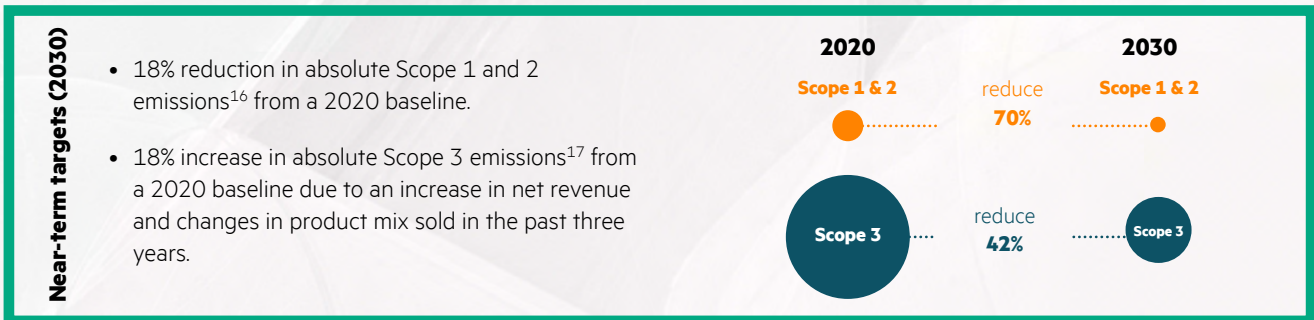 Near-term targets (2030)
• 18% reduction in absolute Scope 1 and 2
emissions16 from a 2020 baseline.
• 18% increase in absolute Scope 3 emissions17 from
a 2020 baseline due to an increase in net revenue
and changes in product mix sold in the past three
years.
2020
2030
Scope 1 & 2
reduce
70%
Scope 1 & 2
Scope 3
reduce
42%
Scope 3